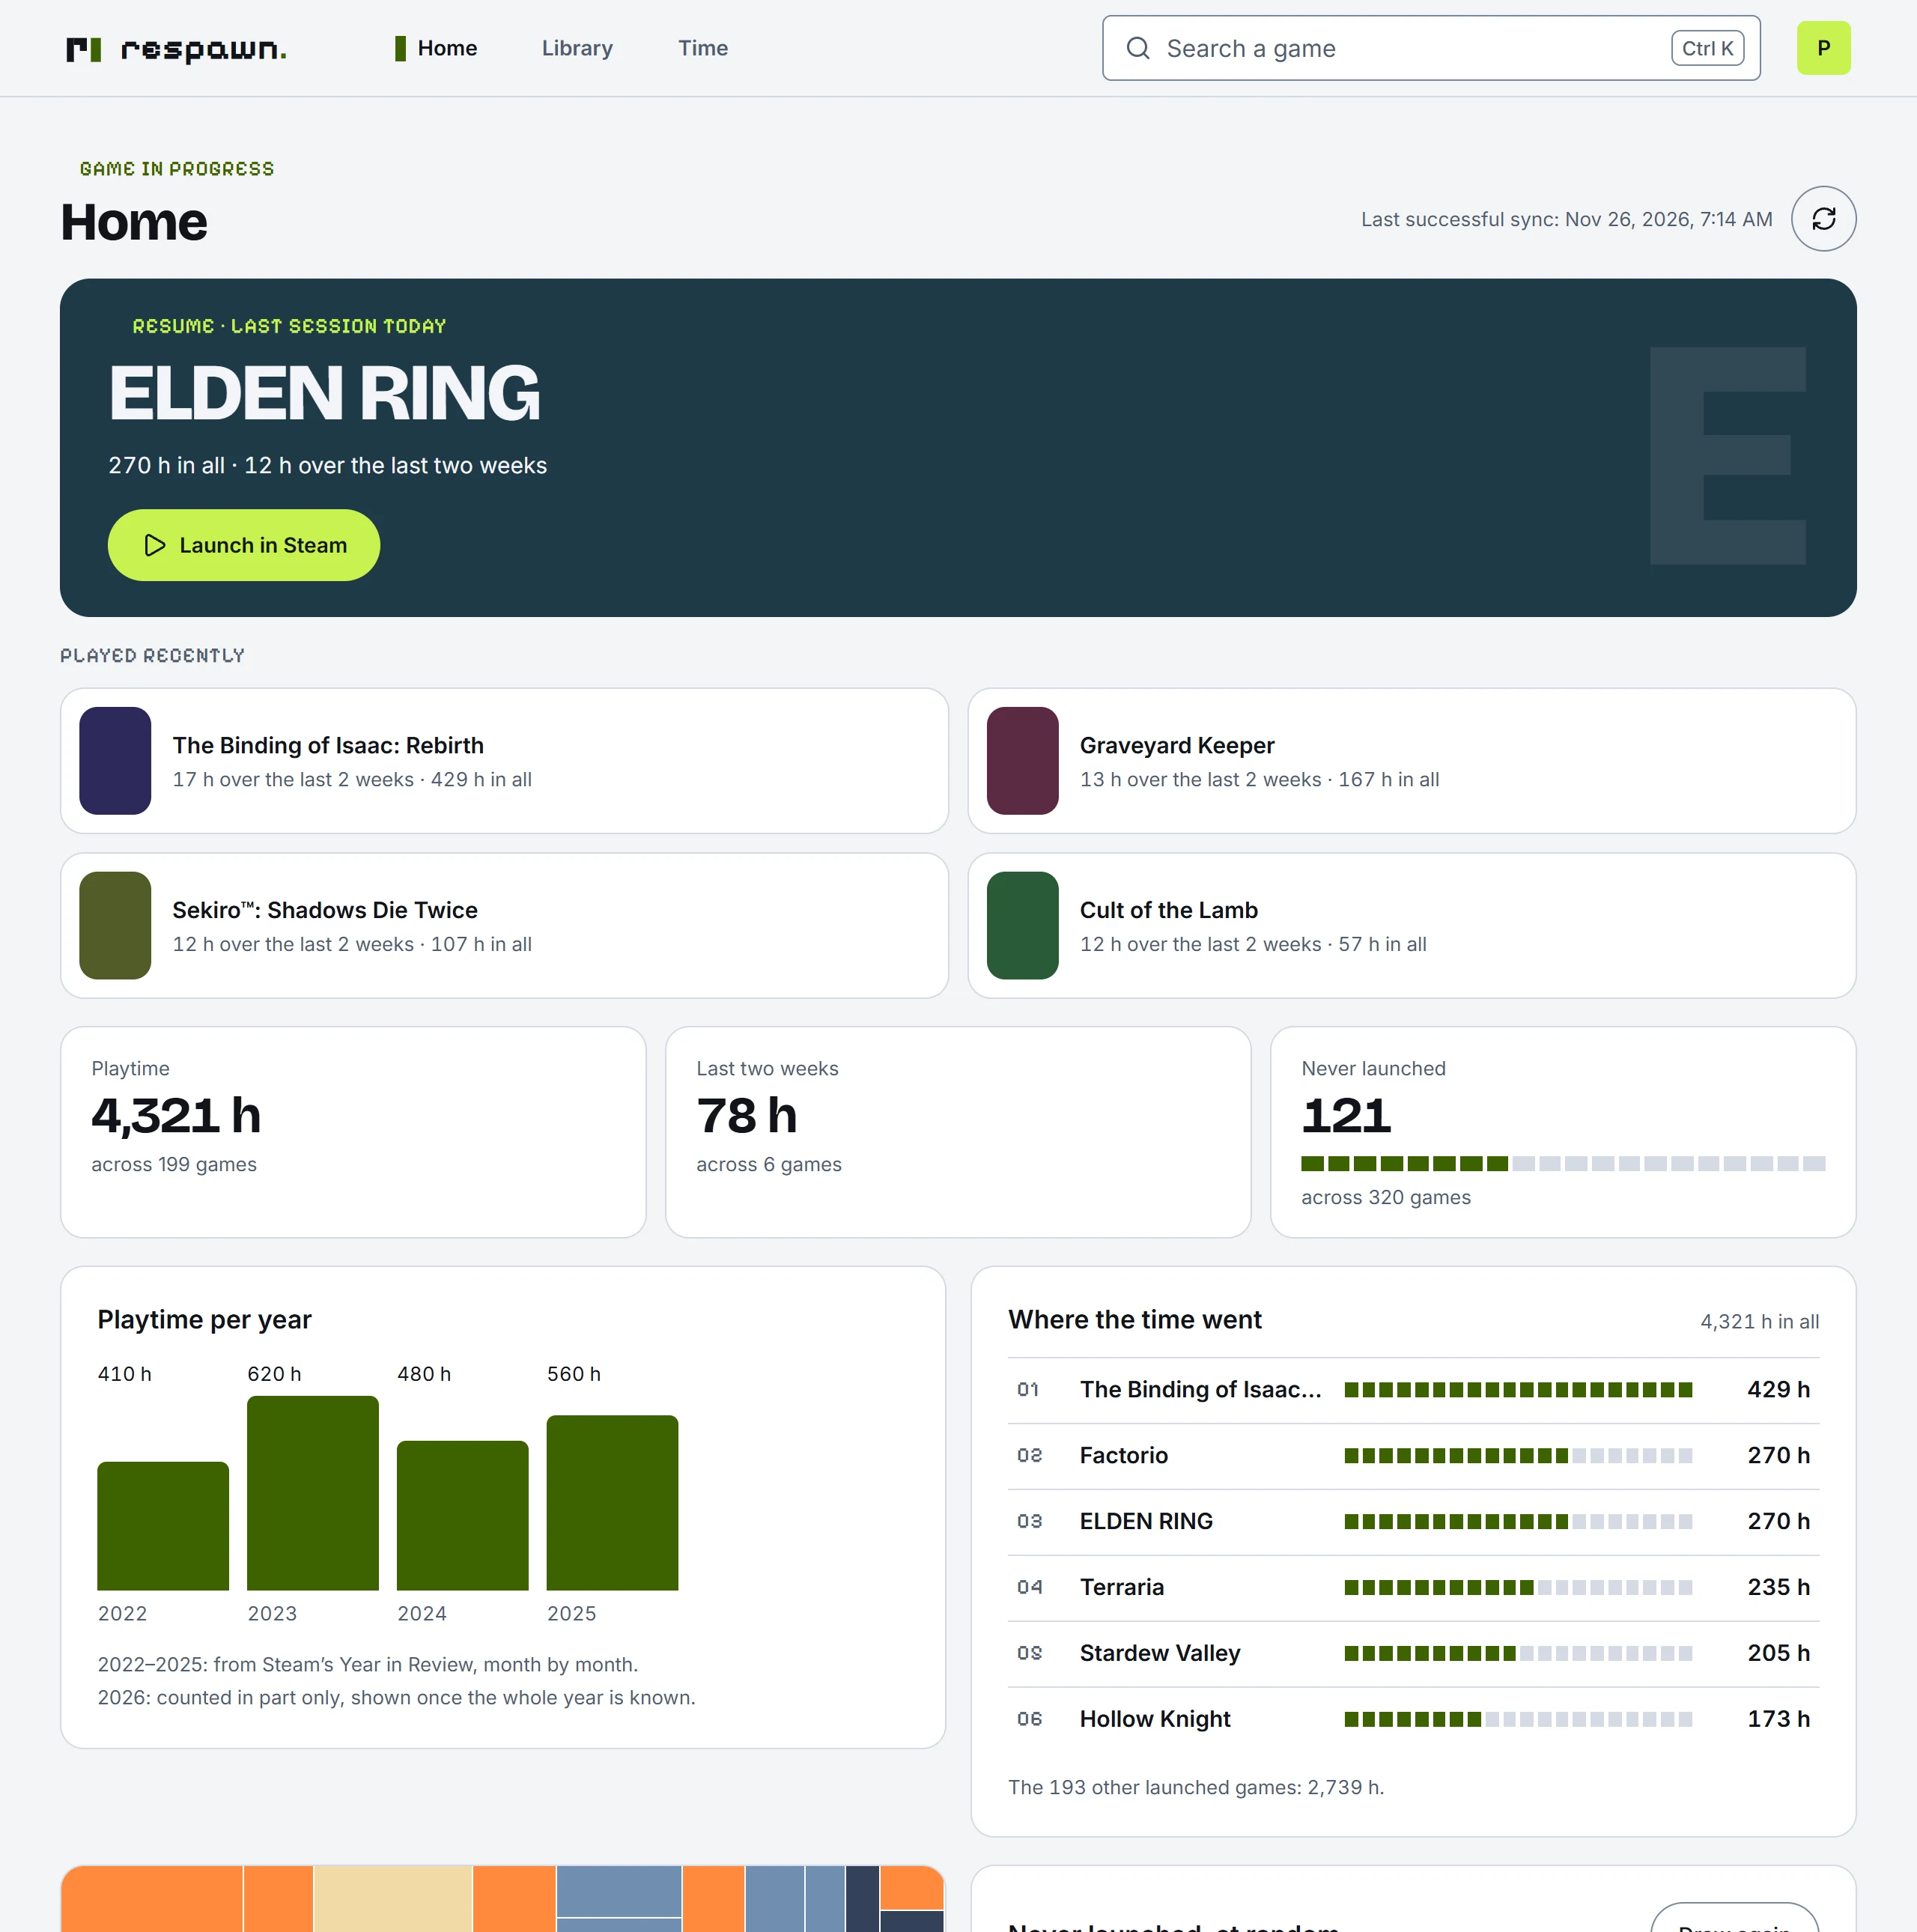 respawn.
Home
Library
Time
Search a game
Ctrl K
P
GAME IN PROGRESS
Home
Last successful sync: Nov 26, 2026, 7:14 AM
RESUME · LAST SESSION TODAY
ELDEN RING
270 h in all · 12 h over the last two weeks
Launch in Steam
E
PLAYED RECENTLY
The Binding of Isaac: Rebirth
17 h over the last 2 weeks · 429 h in all
Graveyard Keeper
13 h over the last 2 weeks · 167 h in all
Sekiro™: Shadows Die Twice
12 h over the last 2 weeks · 107 h in all
Cult of the Lamb
12 h over the last 2 weeks · 57 h in all
Playtime
4,321 h
across 199 games
Last two weeks
78 h
across 6 games
Never launched
121
across 320 games
Playtime per year
410 h
620 h
480 h
560 h
2022
2023
2024
2025
2022–2025: from Steam’s Year in Review, month by month.
2026: counted in part only, shown once the whole year is known.
Where the time went
4,321 h in all
01 The Binding of Isaac… 429 h
02 Factorio 270 h
03 ELDEN RING 270 h
04 Terraria 235 h
05 Stardew Valley 205 h
06 Hollow Knight 173 h
The 193 other launched games: 2,739 h.
Never launched, at random
Draw again